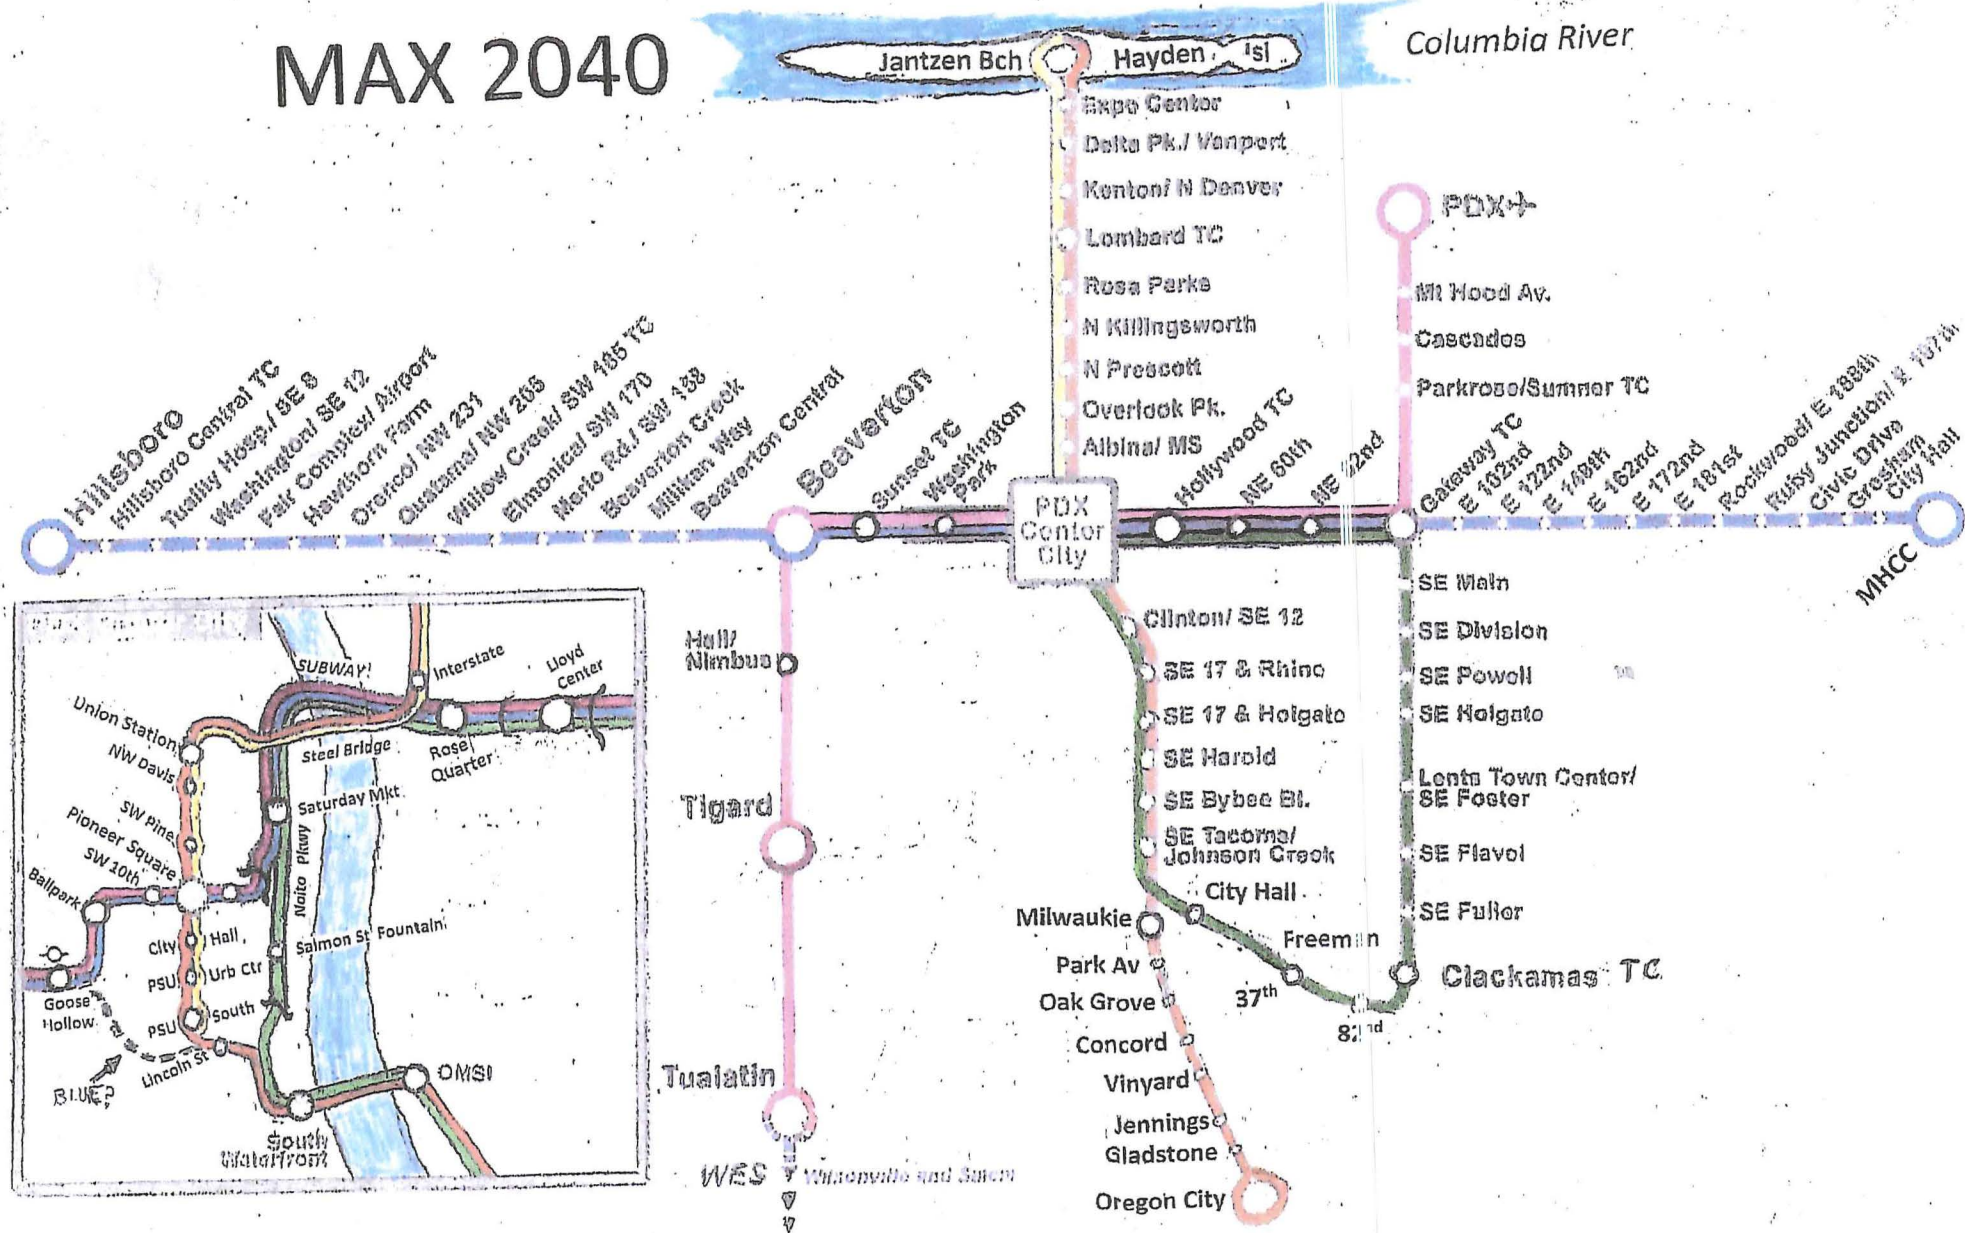 MAX 2040
Columbia River
Jantzen Bch
Hayden Isl
Expo Center
Delta Pk./ Vanport
Kenton/ N Denver
Lombard TC
Rosa Parks
N Killingsworth
N Prescott
Overlook Pk.
Albina/ MS
PDX
Mt Hood Av.
Cascades
Parkrose/Sumner TC
Hillsboro
Hillsboro Central TC
Tuality Hosp./ SE 8
Washington/ SE 12
Fair Complex/ Airport
Hawthorn Farm
Orenco/ NW 231
Quatama/ NW 205
Willow Creek/ SW 185 TC
Elmonica/ SW 170
Merlo Rd./ SW 158
Beaverton Creek
Millikan Way
Beaverton Central
Beaverton
Sunset TC
Washington
Park
PDX
Center
City
Hollywood TC
NE 60th
NE 82nd
Gateway TC
E 102nd
E 122nd
E 148th
E 162nd
E 172nd
E 181st
Rockwood/ E 188th
Ruby Junction/ E 197th
Civic Drive
Gresham
City Hall
MHCC
SE Main
SE Division
SE Powell
SE Holgate
Lents Town Center/
SE Foster
SE Flavel
SE Fuller
Clackamas TC
Clinton/ SE 12
SE 17 & Rhine
SE 17 & Holgate
SE Harold
SE Bybee Bl.
SE Tacoma/
Johnson Creek
City Hall
Milwaukie
Freeman
37th
82nd
Park Av
Oak Grove
Concord
Vinyard
Jennings
Gladstone
Oregon City
Hall/
Nimbus
Tigard
Tualatin
WES
Wilsonville and Salem
SUBWAY!
Interstate
Lloyd
Center
Union Station
NW Davis
Steel Bridge
Rose
Quarter
SW Pine
Saturday Mkt
Pioneer Square
SW 10th
Ballpark
Naito Pkwy
City Hall
Salmon St Fountain
PSU Urb Ctr
Goose
Hollow
PSU South
Lincoln St
BLUE?
OMSI
South
Waterfront